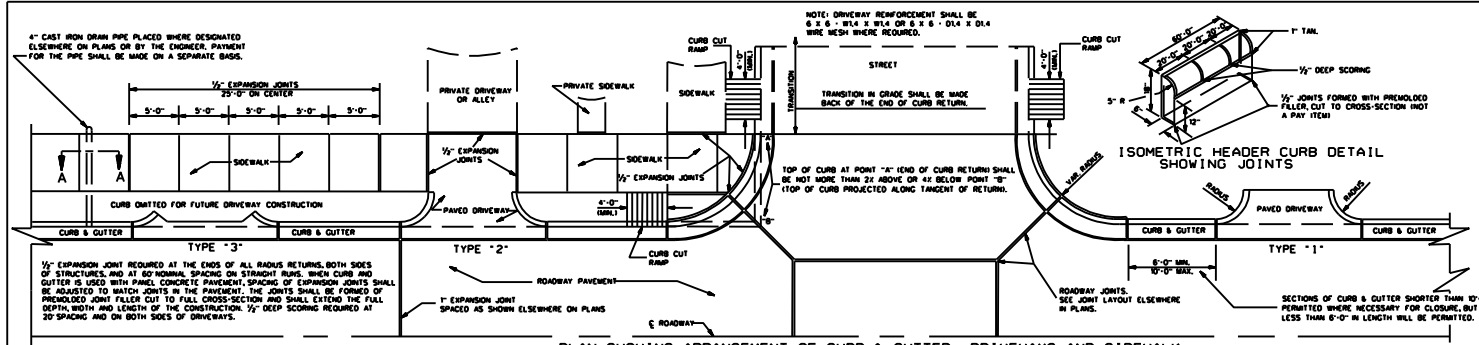 4" CAST IRON DRAIN PIPE PLACED WHERE DESIGNATED
ELSEWHERE ON PLANS OR BY THE ENGINEER. PAYMENT
FOR THE PIPE SHALL BE MADE ON A SEPARATE BASIS.
½" EXPANSION JOINTS
25'-0" ON CENTER
5'-0"
5'-0"
5'-0"
5'-0"
5'-0"
A
A
SIDEWALK
CURB OMITTED FOR FUTURE DRIVEWAY CONSTRUCTION
CURB & GUTTER
TYPE "3"
CURB & GUTTER
½" EXPANSION JOINT REQUIRED AT THE ENDS OF ALL RADIUS RETURNS, BOTH SIDES
OF STRUCTURES, AND AT 60' NOMINAL SPACING ON STRAIGHT RUNS. WHEN CURB AND
GUTTER IS USED WITH PANEL CONCRETE PAVEMENT, SPACING OF EXPANSION JOINTS SHALL
BE ADJUSTED TO MATCH JOINTS IN THE PAVEMENT. THE JOINTS SHALL BE FORMED OF
PREMOLDED JOINT FILLER CUT TO FULL CROSS-SECTION AND SHALL EXTEND THE FULL
DEPTH, WIDTH AND LENGTH OF THE CONSTRUCTION. ½" DEEP SCORING REQUIRED AT
20' SPACING AND ON BOTH SIDES OF DRIVEWAYS.
PRIVATE DRIVEWAY
OR ALLEY
½" EXPANSION
JOINTS
PAVED DRIVEWAY
TYPE "2"
ROADWAY PAVEMENT
1" EXPANSION JOINT
SPACED AS SHOWN ELSEWHERE ON PLANS
℄ ROADWAY
PRIVATE SIDEWALK
SIDEWALK
SIDEWALK
½" EXPANSION JOINTS
4'-0"
(MIN.)
CURB CUT
RAMP
CURB CUT
RAMP
4'-0"
(MIN.)
"A"
"B"
NOTE: DRIVEWAY REINFORCEMENT SHALL BE
6 X 6 - W1.4 X W1.4 OR 6 X 6 - D1.4 X D1.4
WIRE MESH WHERE REQUIRED.
TRANSITION
STREET
TRANSITION IN GRADE SHALL BE MADE
BACK OF THE END OF CURB RETURN.
TOP OF CURB AT POINT "A" (END OF CURB RETURN) SHALL
BE NOT MORE THAN 2% ABOVE OR 4% BELOW POINT "B"
(TOP OF CURB PROJECTED ALONG TANGENT OF RETURN).
4'-0"
(MIN.)
CURB CUT
RAMP
VAR. RADIUS
ROADWAY JOINTS.
SEE JOINT LAYOUT ELSEWHERE
IN PLANS.
60'-0"
20'-0"
20'-0"
20'-0"
1" TAN.
½" DEEP SCORING
18"
5" R
6"
12"
½" JOINTS FORMED WITH PREMOLDED
FILLER, CUT TO CROSS-SECTION (NOT
A PAY ITEM)
ISOMETRIC HEADER CURB DETAIL
SHOWING JOINTS
RADIUS
RADIUS
PAVED DRIVEWAY
CURB & GUTTER
CURB & GUTTER
TYPE "1"
6'-0" MIN.
10'-0" MAX.
SECTIONS OF CURB & GUTTER SHORTER THAN 10'
PERMITTED WHERE NECESSARY FOR CLOSURE, BUT
LESS THAN 6'-0" IN LENGTH WILL BE PERMITTED.
PLAN SHOWING ARRANGEMENT OF CURB & GUTTER, DRIVEWAYS AND SIDEWALK